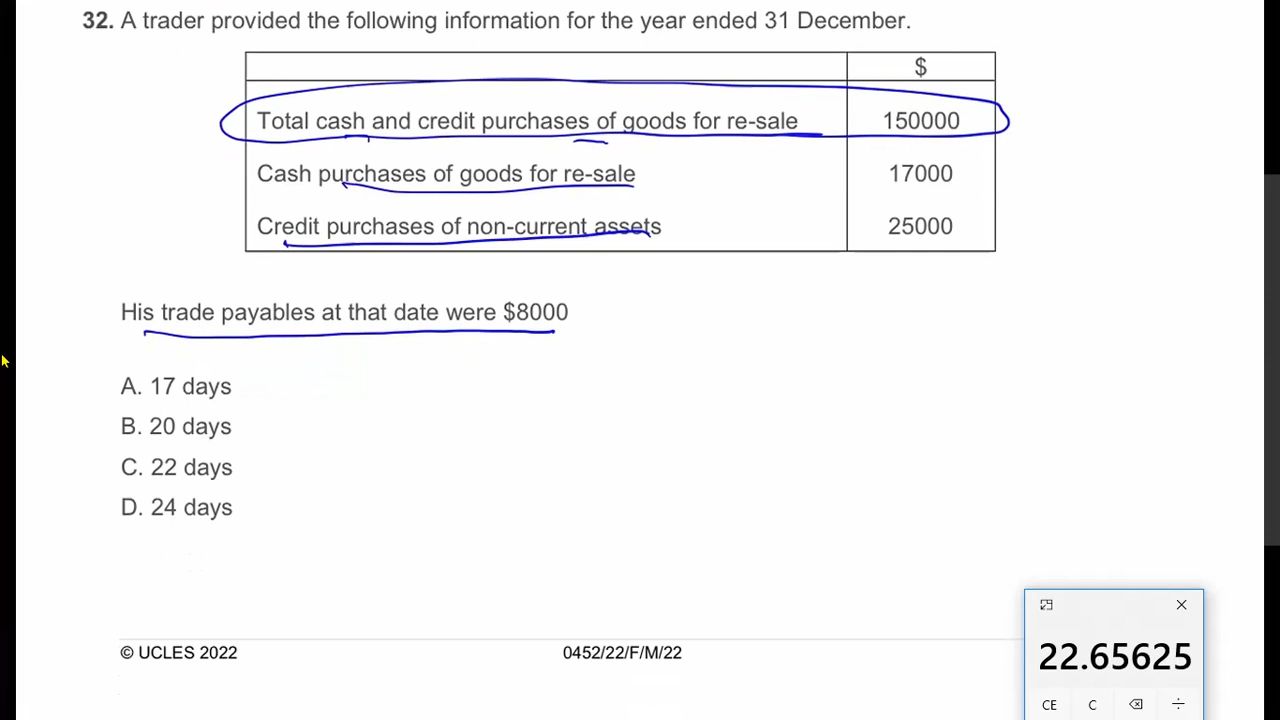 32. A trader provided the following information for the year ended 31 December.
$
Total cash and credit purchases of goods for re-sale 150000
Cash purchases of goods for re-sale 17000
Credit purchases of non-current assets 25000
His trade payables at that date were $8000
A. 17 days
B. 20 days
C. 22 days
D. 24 days
© UCLES 2022 0452/22/F/M/22
22.65625
CE C ⌫ ÷